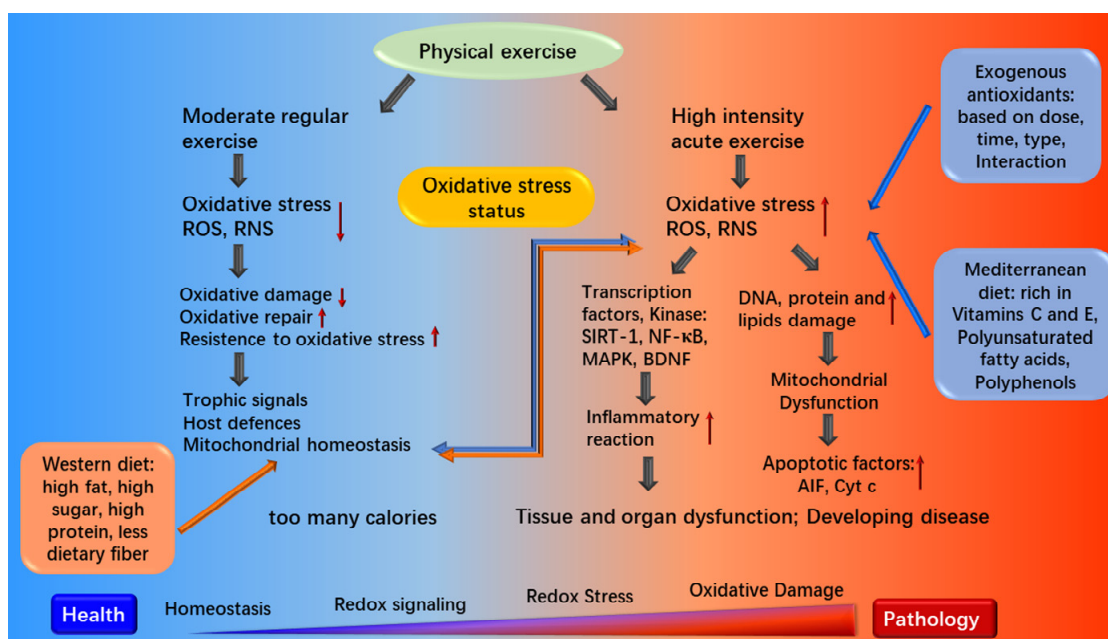 Physical exercise
Moderate regular
exercise
Oxidative stress
ROS, RNS
Oxidative damage
Oxidative repair
Resistence to oxidative stress
Trophic signals
Host defences
Mitochondrial homeostasis
Western diet:
high fat, high
sugar, high
protein, less
dietary fiber
too many calories
Oxidative stress
status
High intensity
acute exercise
Oxidative stress
ROS, RNS
Transcription
factors, Kinase:
SIRT-1, NF-κB,
MAPK, BDNF
Inflammatory
reaction
DNA, protein and
lipids damage
Mitochondrial
Dysfunction
Apoptotic factors:
AIF, Cyt c
Tissue and organ dysfunction; Developing disease
Exogenous
antioxidants:
based on dose,
time, type,
Interaction
Mediterranean
diet: rich in
Vitamins C and E,
Polyunsaturated
fatty acids,
Polyphenols
Health
Homeostasis
Redox signaling
Redox Stress
Oxidative Damage
Pathology